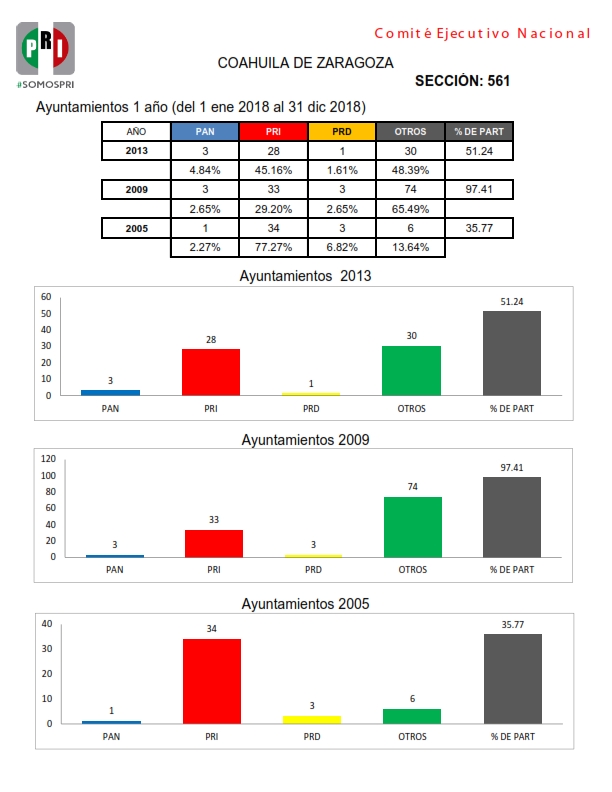 Comité Ejecutivo Nacional
PRI
#SOMOSPRI
COAHUILA DE ZARAGOZA
SECCIÓN: 561
Ayuntamientos 1 año (del 1 ene 2018 al 31 dic 2018)
AÑO PAN PRI PRD OTROS % DE PART
2013 3 28 1 30 51.24
4.84% 45.16% 1.61% 48.39%
2009 3 33 3 74 97.41
2.65% 29.20% 2.65% 65.49%
2005 1 34 3 6 35.77
2.27% 77.27% 6.82% 13.64%
Ayuntamientos 2013
60
50
40
30
20
10
0
3 28 1 30 51.24
PAN PRI PRD OTROS % DE PART
Ayuntamientos 2009
120
100
80
60
40
20
0
3 33 3 74 97.41
PAN PRI PRD OTROS % DE PART
Ayuntamientos 2005
40
30
20
10
0
1 34 3 6 35.77
PAN PRI PRD OTROS % DE PART